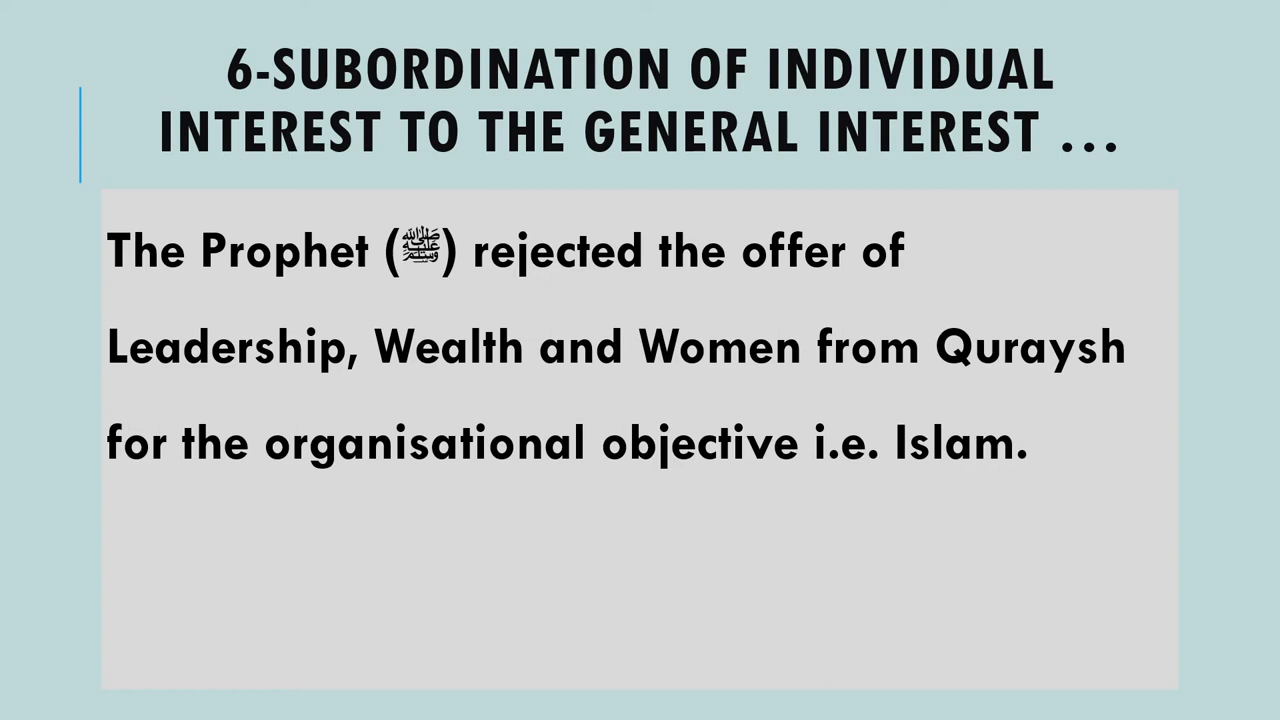 6-SUBORDINATION OF INDIVIDUAL
INTEREST TO THE GENERAL INTEREST ...
The Prophet (ﷺ) rejected the offer of
Leadership, Wealth and Women from Quraysh
for the organisational objective i.e. Islam.